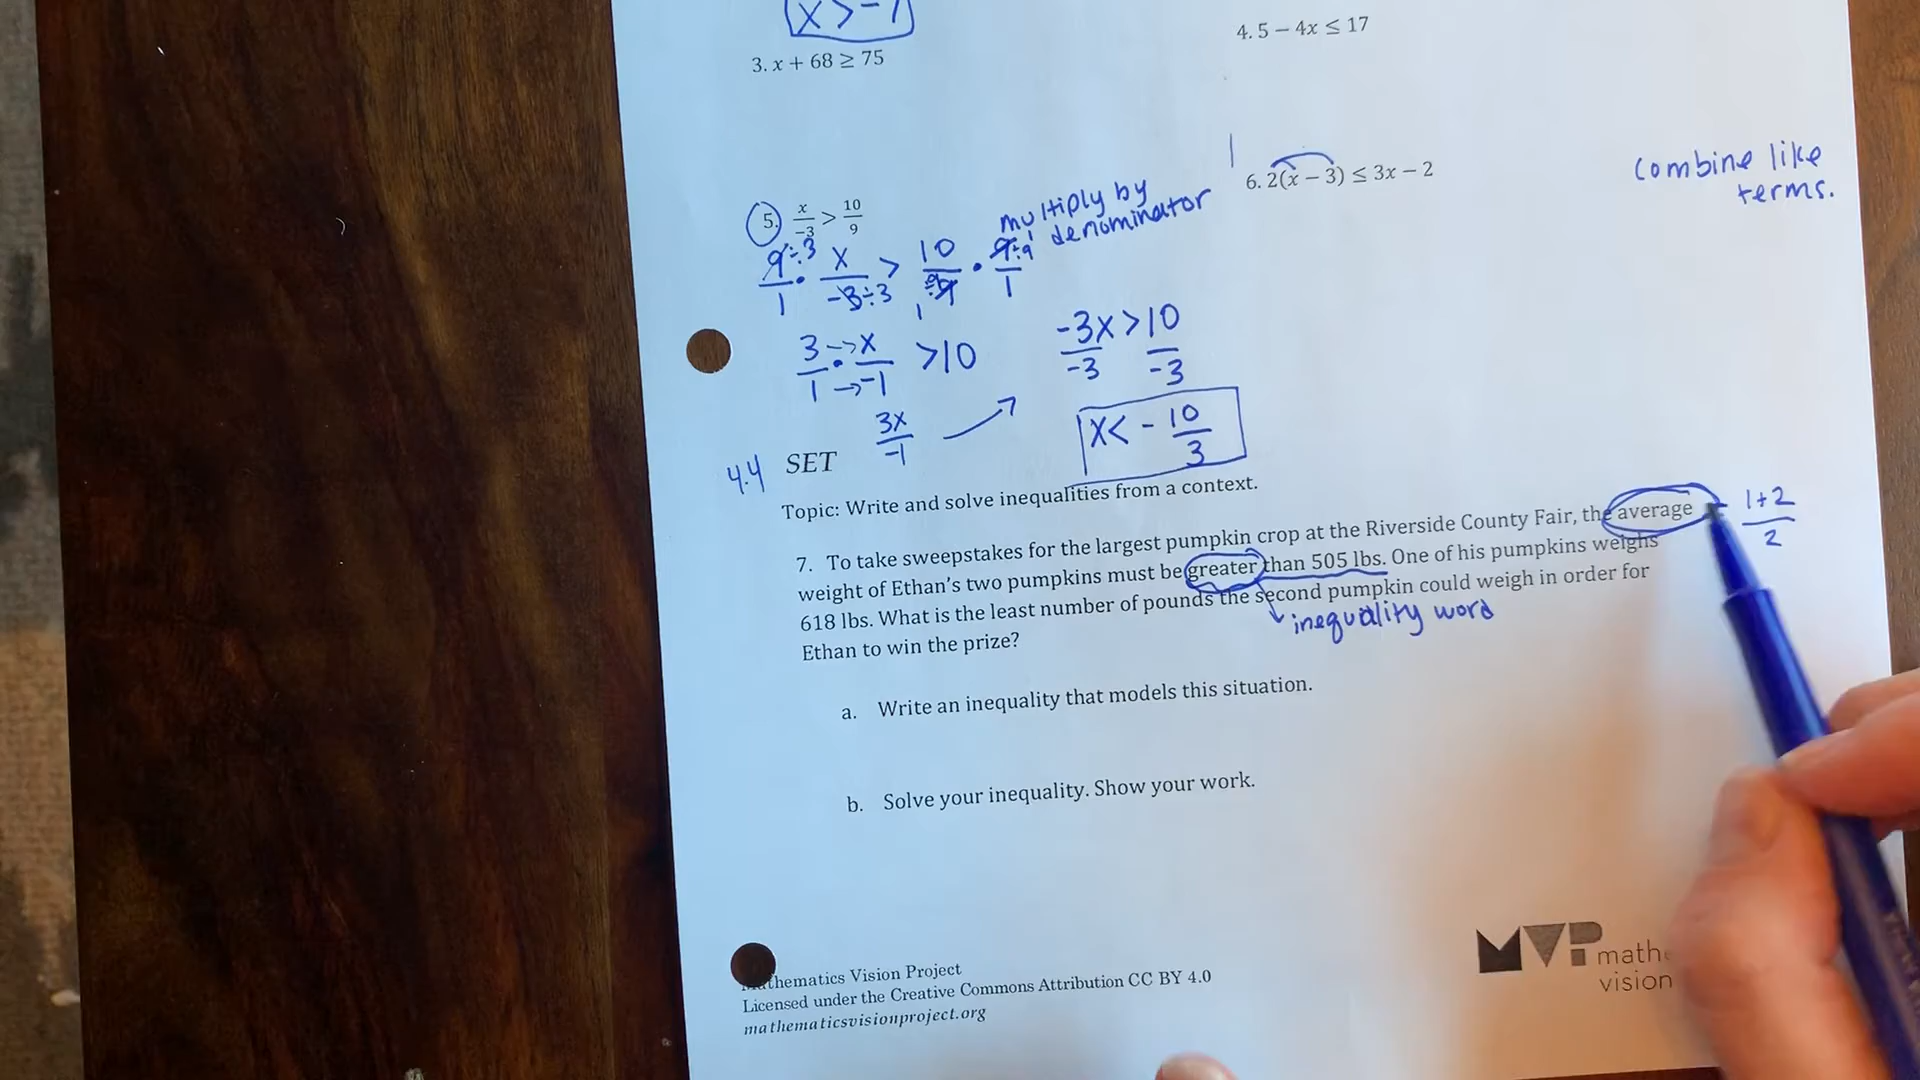 x > -7
3. x + 68 ≥ 75
4. 5 − 4x ≤ 17
combine like
terms.
6. 2(x − 3) ≤ 3x − 2
multiply by
denominator
5. x/-3 > 10/9
9÷3/1 · x/-3÷3 > 10/9 · 9÷9/1
1
1
3/1 · x/-1 > 10
3x/-1
-3x > 10
-3 -3
x < - 10/3
4.4 SET
Topic: Write and solve inequalities from a context.
7. To take sweepstakes for the largest pumpkin crop at the Riverside County Fair, the average = 1+2/2
weight of Ethan's two pumpkins must be greater than 505 lbs. One of his pumpkins weighs
618 lbs. What is the least number of pounds the second pumpkin could weigh in order for
inequality word
Ethan to win the prize?
a. Write an inequality that models this situation.
b. Solve your inequality. Show your work.
MVP
vision
thematics Vision Project
Licensed under the Creative Commons Attribution CC BY 4.0
mathematicsvisionproject.org